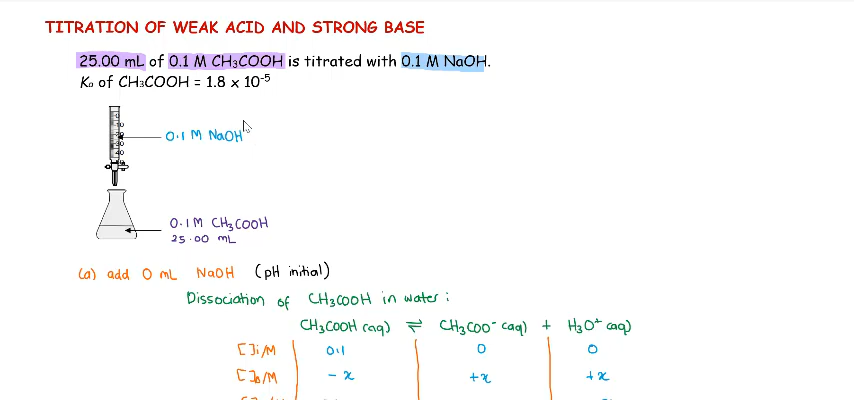 TITRATION OF WEAK ACID AND STRONG BASE
25.00 mL of 0.1 M CH₃COOH is titrated with 0.1 M NaOH.
Kₐ of CH₃COOH = 1.8 x 10⁻⁵
0.1 M NaOH
0.1 M CH₃COOH
25.00 mL
(a) add 0 mL NaOH (pH initial)
Dissociation of CH₃COOH in water :
CH₃COOH (aq) ⇌ CH₃COO⁻ (aq) + H₃O⁺ (aq)
[ ]i/M 0.1 0 0
[ ]Δ/M - x +x +x